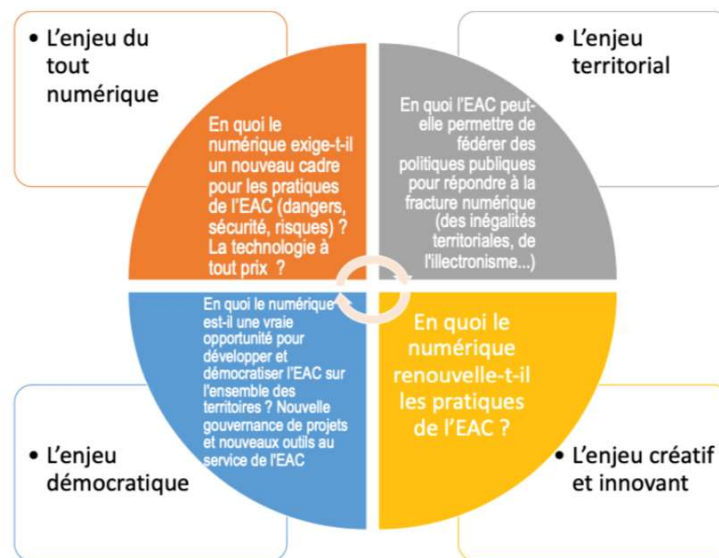 • L'enjeu du
tout
numérique
• L'enjeu
territorial
En quoi le
numérique exige-t-il
un nouveau cadre
pour les pratiques
de l'EAC (dangers,
sécurité, risques) ?
La technologie à
tout prix ?
En quoi l'EAC peut-
elle permettre de
fédérer des
politiques publiques
pour répondre à la
fracture numérique
(des inégalités
territoriales, de
l'illectronisme...)
En quoi le numérique
est-il une vraie
opportunité pour
développer et
démocratiser l'EAC sur
l'ensemble des
territoires ? Nouvelle
gouvernance de projets
et nouveaux outils au
service de l'EAC
En quoi le
numérique
renouvelle-t-il
les pratiques
de l'EAC ?
• L'enjeu
démocratique
• L'enjeu créatif
et innovant